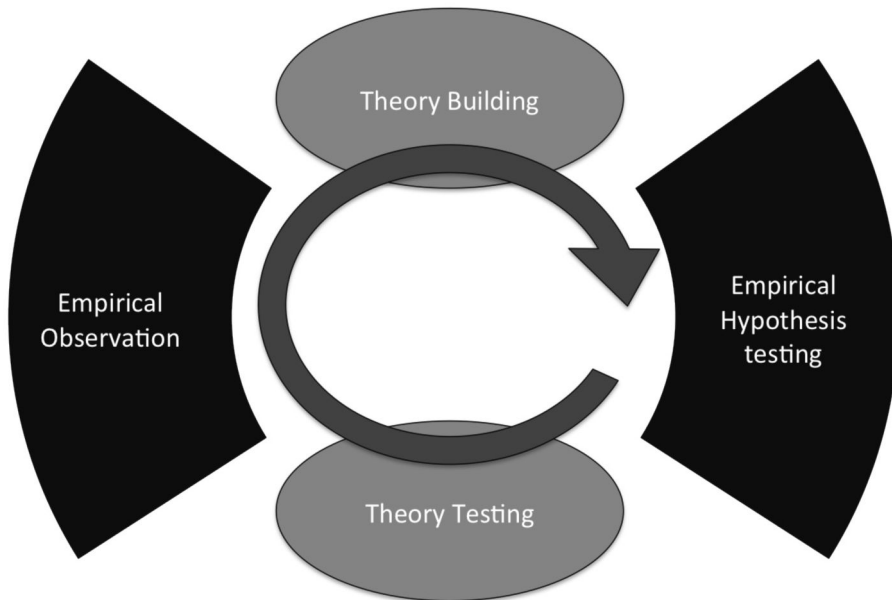 Theory Building
Empirical
Observation
Empirical
Hypothesis
testing
Theory Testing